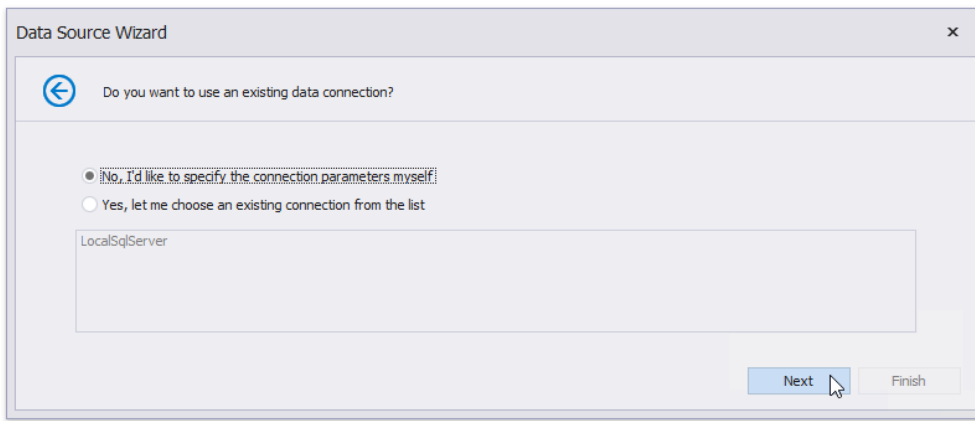 Data Source Wizard
Do you want to use an existing data connection?
No, I'd like to specify the connection parameters myself
Yes, let me choose an existing connection from the list
LocalSqlServer
Next
Finish